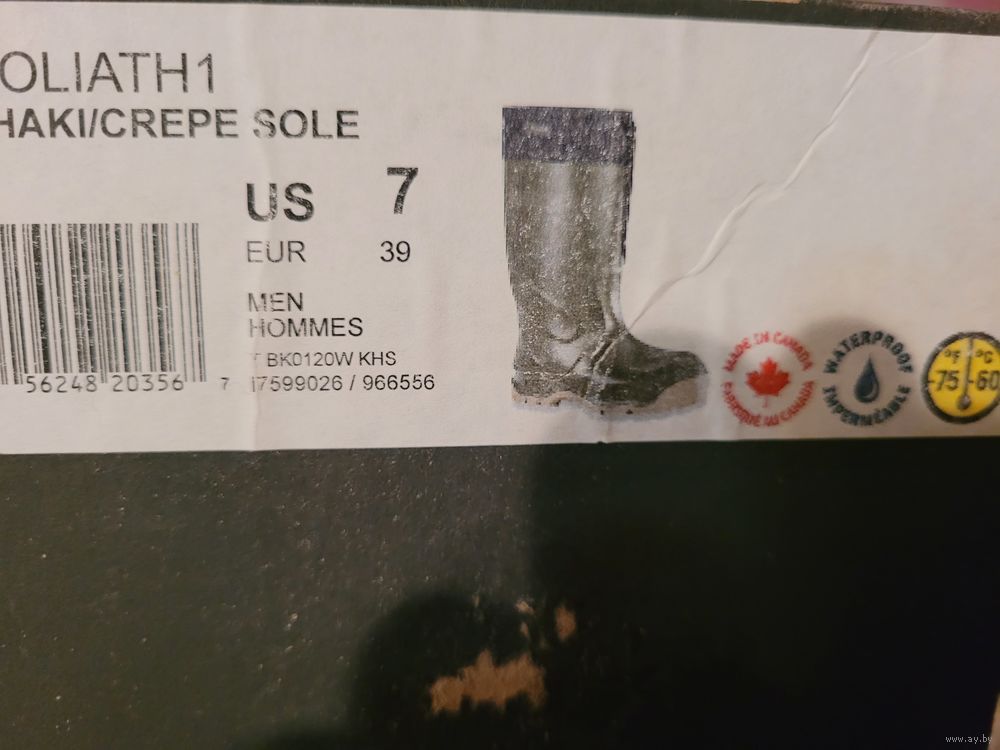 OLIATH1
HAKI/CREPE SOLE
US 7
EUR 39
MEN
HOMMES
T BK0120W KHS
17599026 / 966556
56248 20356 7
MADE IN CANADA
FABRIQUÉ AU CANADA
WATERPROOF
IMPERMÉABLE
°F °C
-75 -60
www.ay.by